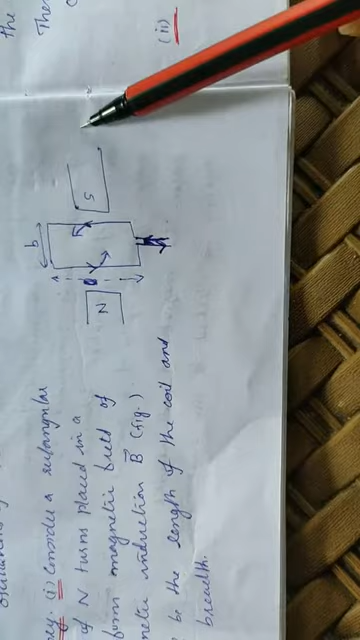 the
The
(ii)
S
b
l
N
(i) Consider a rectangular
of N turns placed in a
form magnetic field of
netic induction B⃗ (fig.).
be the length of the coil and
breadth.